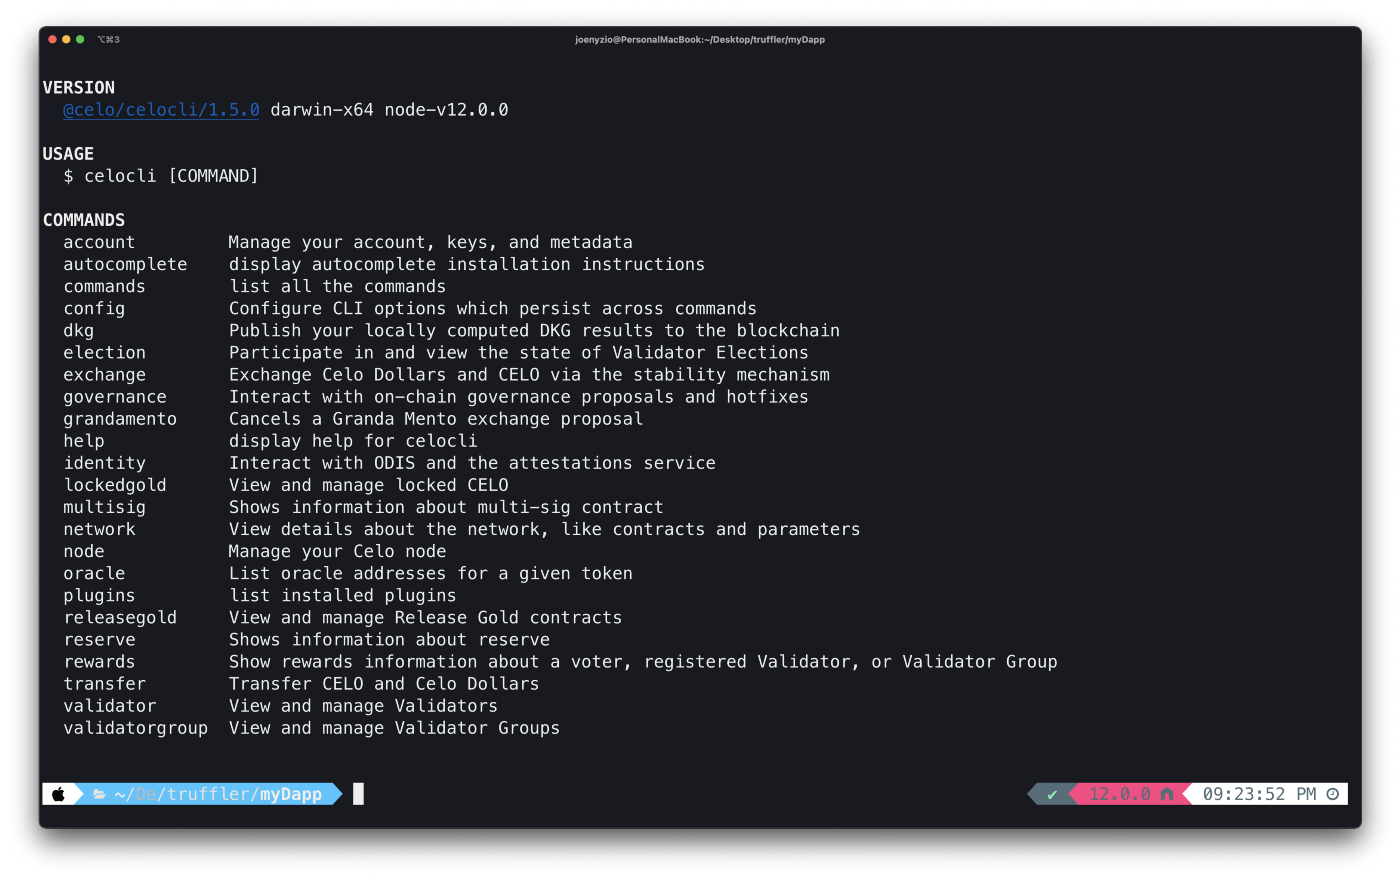 ⌥⌘3
joenyzio@PersonalMacBook:~/Desktop/truffler/myDapp
VERSION
@celo/celocli/1.5.0 darwin-x64 node-v12.0.0
USAGE
$ celocli [COMMAND]
COMMANDS
account Manage your account, keys, and metadata
autocomplete display autocomplete installation instructions
commands list all the commands
config Configure CLI options which persist across commands
dkg Publish your locally computed DKG results to the blockchain
election Participate in and view the state of Validator Elections
exchange Exchange Celo Dollars and CELO via the stability mechanism
governance Interact with on-chain governance proposals and hotfixes
grandamento Cancels a Granda Mento exchange proposal
help display help for celocli
identity Interact with ODIS and the attestations service
lockedgold View and manage locked CELO
multisig Shows information about multi-sig contract
network View details about the network, like contracts and parameters
node Manage your Celo node
oracle List oracle addresses for a given token
plugins list installed plugins
releasegold View and manage Release Gold contracts
reserve Shows information about reserve
rewards Show rewards information about a voter, registered Validator, or Validator Group
transfer Transfer CELO and Celo Dollars
validator View and manage Validators
validatorgroup View and manage Validator Groups
~/De/truffler/myDapp ✔ 12.0.0 09:23:52 PM